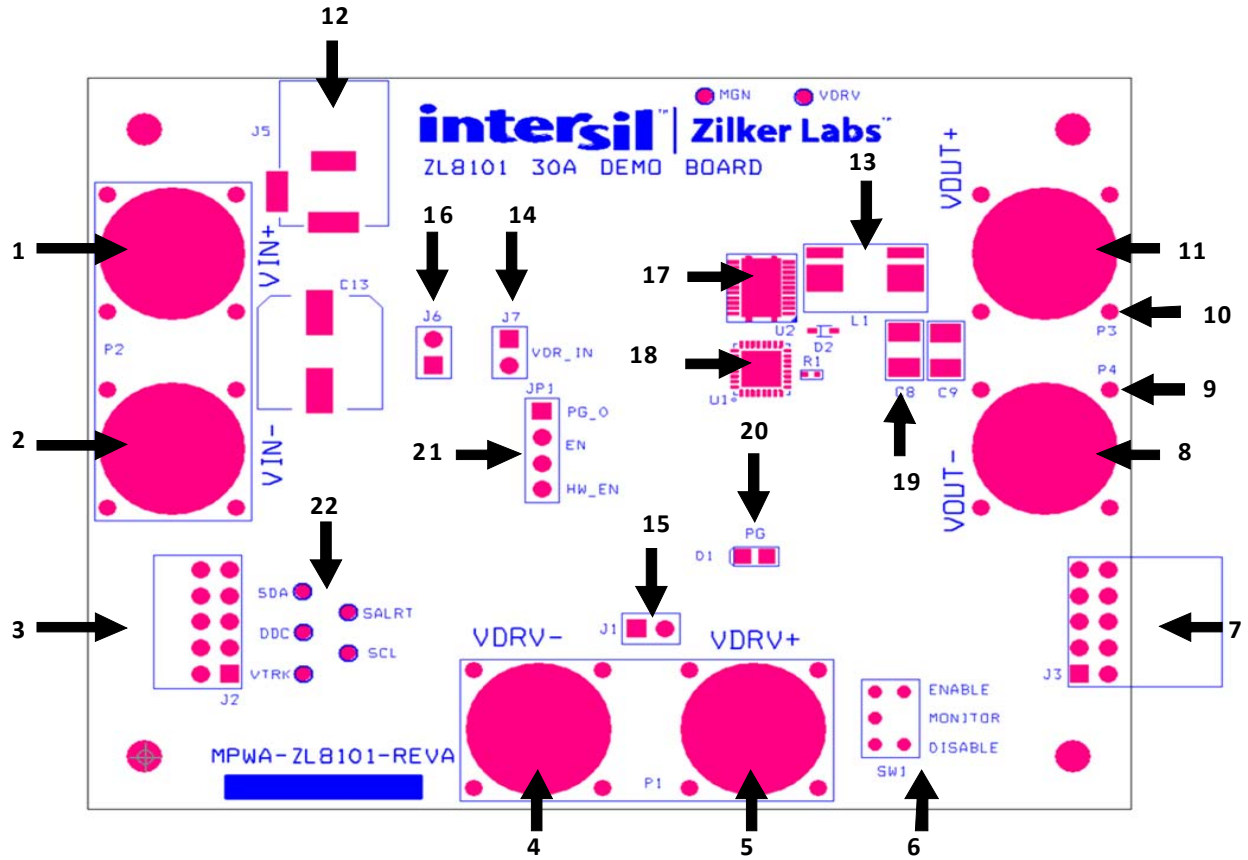 12
MGN
VDRV
intersil™ | Zilker Labs™
ZL8101 30A DEMO BOARD
J5
VOUT+
13
16
14
1
VIN+
17
11
C13
J6
J7
U2
L1
10
P2
VDR_IN
D2
P3
18
R1
P4
JP1
U1
C8
C9
9
PG_O
2
VIN-
21
EN
20
19
VOUT-
8
HW_EN
22
15
PG
D1
SDA
SALRT
3
DDC
J1
7
VDRV-
VDRV+
SCL
VTRK
J2
J3
ENABLE
MONITOR
MPWA-ZL8101-REVA
DISABLE
P1
SW1
4
5
6